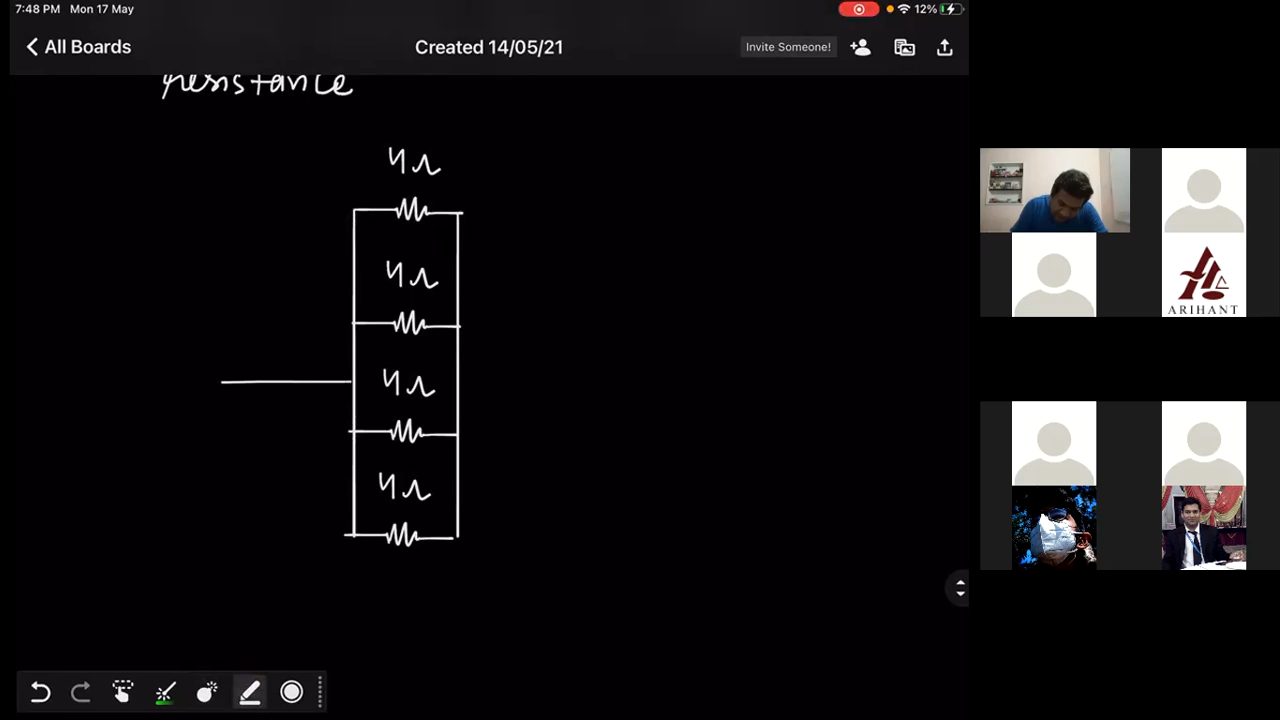 7:48 PM Mon 17 May
12%
All Boards
Created 14/05/21
Invite Someone!
resistance
4Ω
4Ω
4Ω
4Ω
ARIHANT